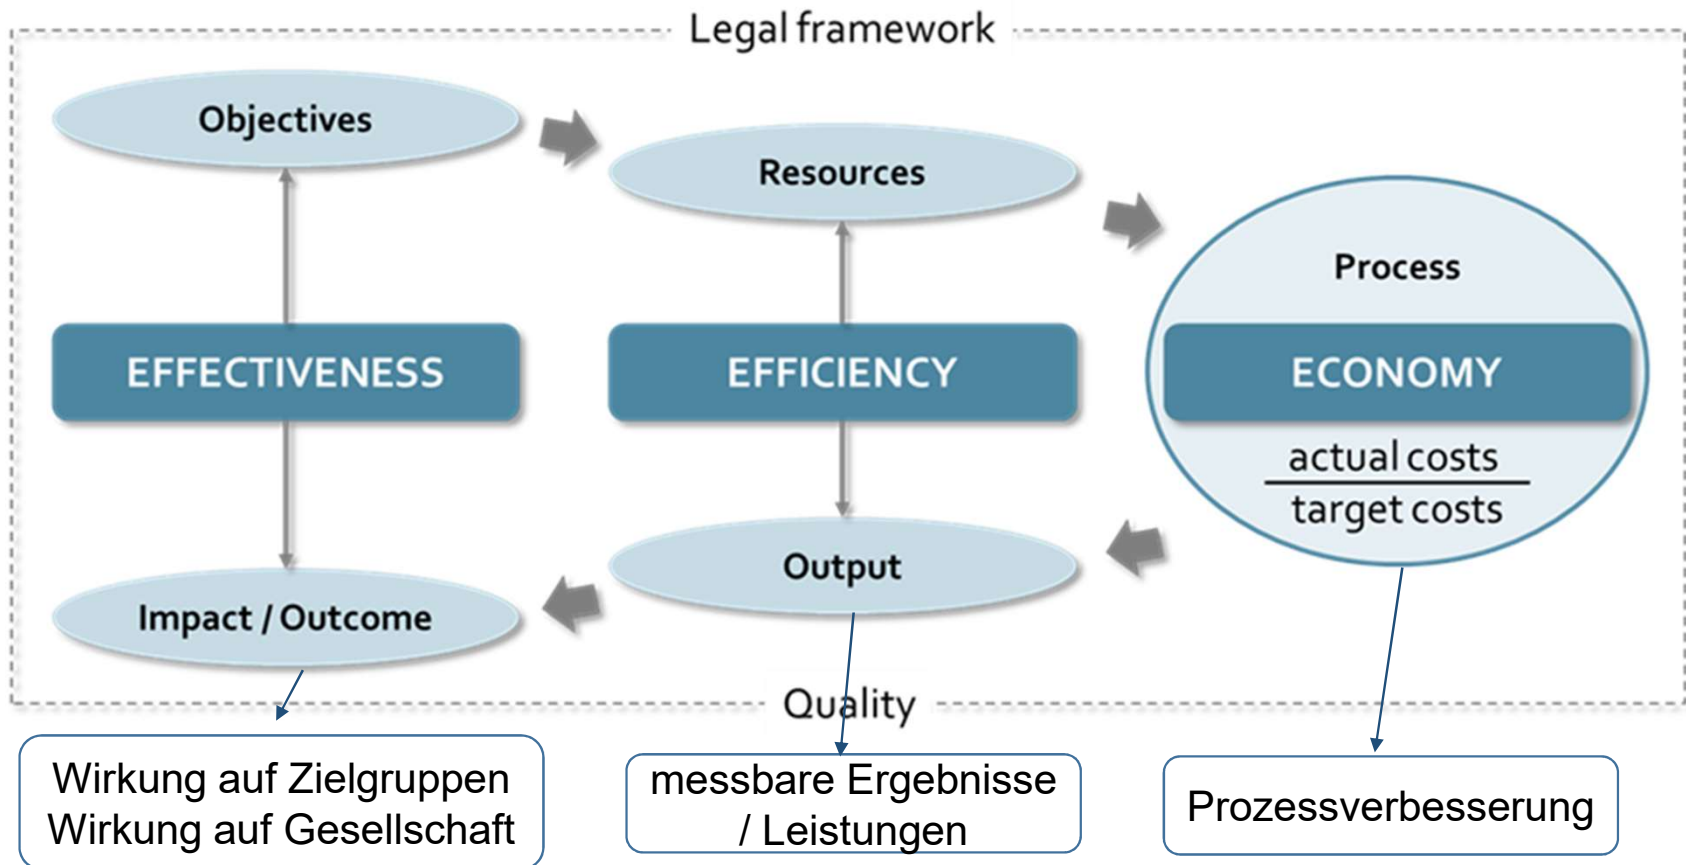 Legal framework
Objectives
Resources
Process
EFFECTIVENESS
EFFICIENCY
ECONOMY
actual costs
target costs
Output
Impact / Outcome
Quality
Wirkung auf Zielgruppen
Wirkung auf Gesellschaft
messbare Ergebnisse
/ Leistungen
Prozessverbesserung